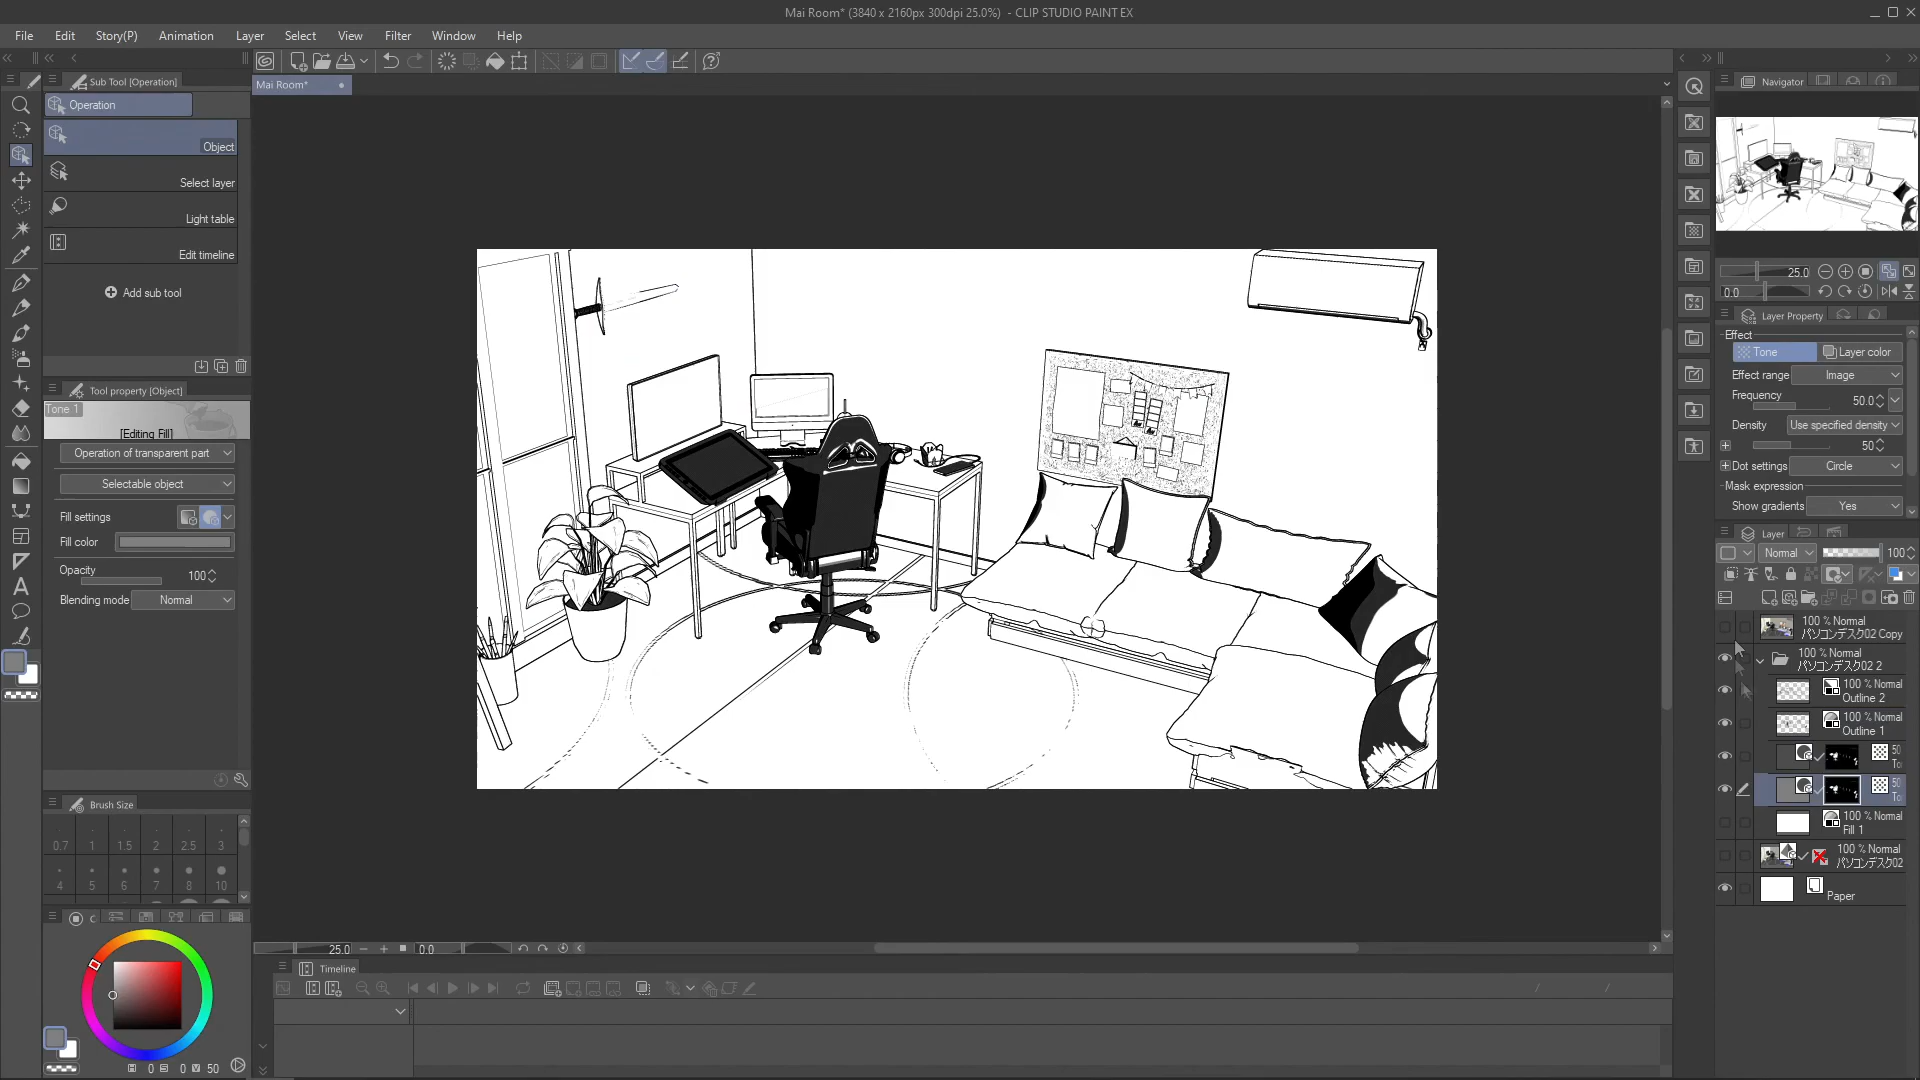 Mai Room* (3840 x 2160px 300dpi 25.0%) - CLIP STUDIO PAINT EX
File Edit Story(P) Animation Layer Select View Filter Window Help
Sub Tool [Operation]
Mai Room*
Operation
Object
Select layer
Light table
Edit timeline
Add sub tool
Tool property [Object]
Tone 1
[Editing Fill]
Operation of transparent part
Selectable object
Fill settings
Fill color
Opacity 100
Blending mode Normal
Brush Size
0.7 1 1.5 2 2.5 3
4 5 6 7 8 10
0 0 50
25.0 0.0
Timeline
Navigator
25.0
0.0
Layer Property
Effect
Tone Layer color
Effect range Image
Frequency 50.0
Density Use specified density
50
Dot settings Circle
Mask expression
Show gradients Yes
Layer
Normal 100
100 % Normal
パソコンデスク02 Copy
100 % Normal
パソコンデスク02 2
100 % Normal
Outline 2
100 % Normal
Outline 1
50
To
50
To
100 % Normal
Fill 1
100 % Normal
パソコンデスク02
Paper